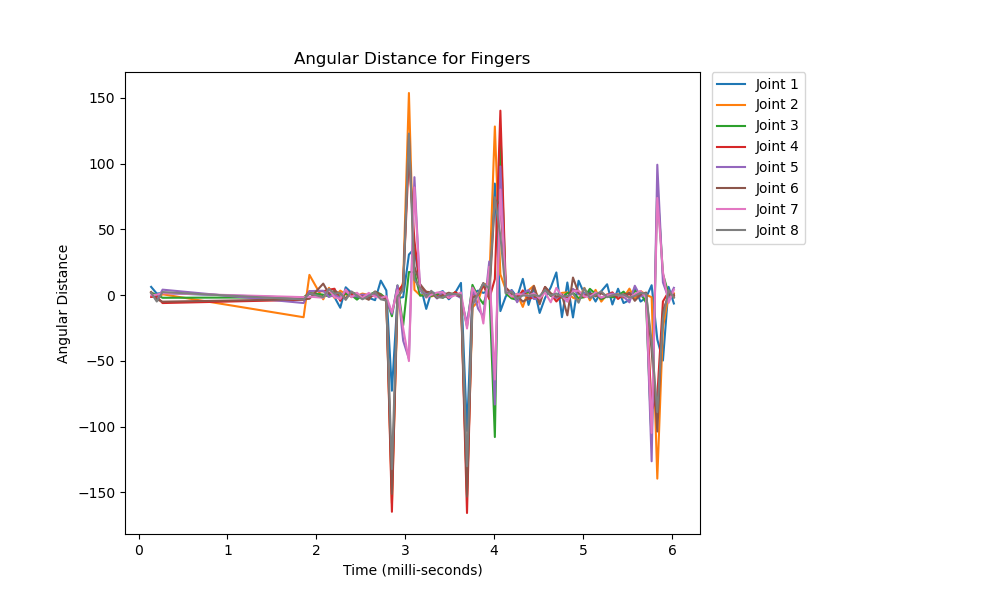 Angular Distance for Fingers
150
100
50
0
−50
−100
−150
Angular Distance
0 1 2 3 4 5 6
Time (milli-seconds)
Joint 1
Joint 2
Joint 3
Joint 4
Joint 5
Joint 6
Joint 7
Joint 8